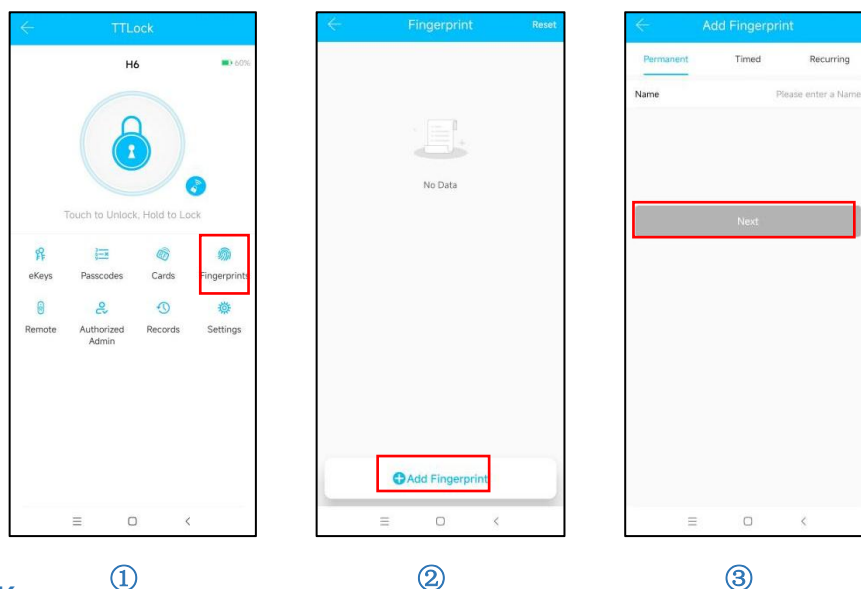 TTLock
H6
60%
Touch to Unlock, Hold to Lock
eKeys Passcodes Cards Fingerprints
Remote Authorized Admin Records Settings
①
Fingerprint Reset
No Data
Add Fingerprint
②
Add Fingerprint
Permanent Timed Recurring
Name Please enter a Name
Next
③